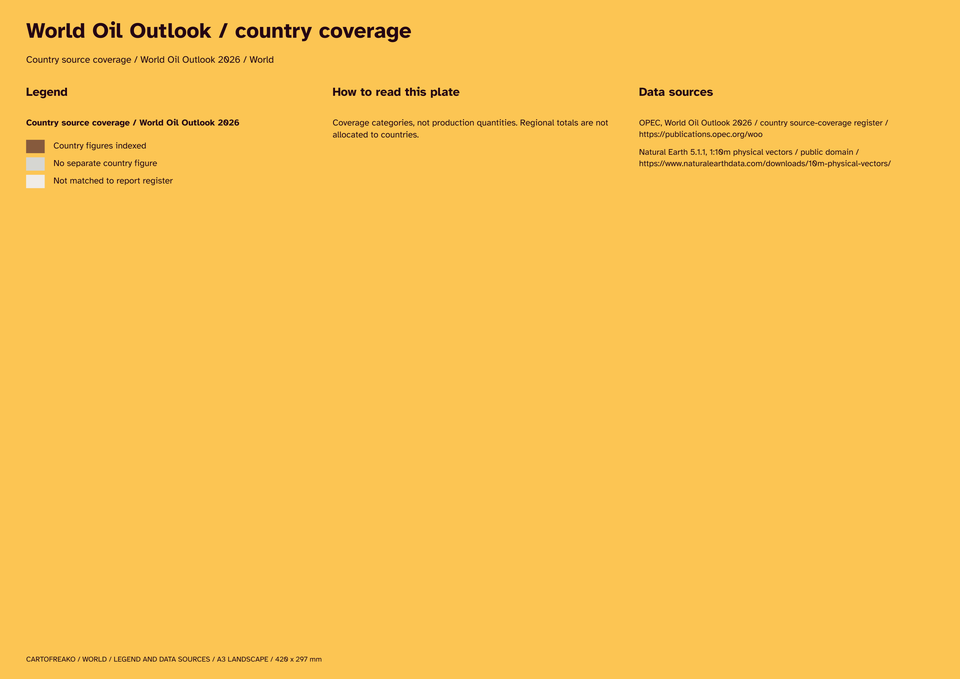 World Oil Outlook / country coverage
Country source coverage / World Oil Outlook 2026 / World
Legend
Country source coverage / World Oil Outlook 2026
Country figures indexed
No separate country figure
Not matched to report register
How to read this plate
Coverage categories, not production quantities. Regional totals are not
allocated to countries.
Data sources
OPEC, World Oil Outlook 2026 / country source-coverage register /
https://publications.opec.org/woo
Natural Earth 5.1.1, 1:10m physical vectors / public domain /
https://www.naturalearthdata.com/downloads/10m-physical-vectors/
CARTOFREAKO / WORLD / LEGEND AND DATA SOURCES / A3 LANDSCAPE / 420 x 297 mm